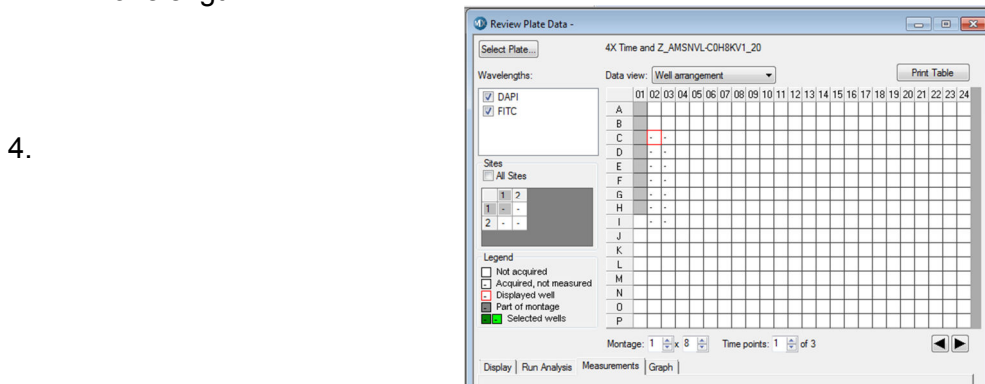 4.
Review Plate Data -
Select Plate...
4X Time and Z_AMSNVL-C0H8KV1_20
Wavelengths:
Data view: Well arrangement
Print Table
DAPI
FITC
01 02 03 04 05 06 07 08 09 10 11 12 13 14 15 16 17 18 19 20 21 22 23 24
A
B
C - -
D - -
E - -
F - -
G - -
H - -
I - -
J
K
L
M
N
O
P
Sites
All Sites
1 2
1 - -
2 - -
Legend
Not acquired
Acquired, not measured
Displayed well
Part of montage
Selected wells
Montage: 1 x 8 Time points: 1 of 3
Display Run Analysis Measurements Graph